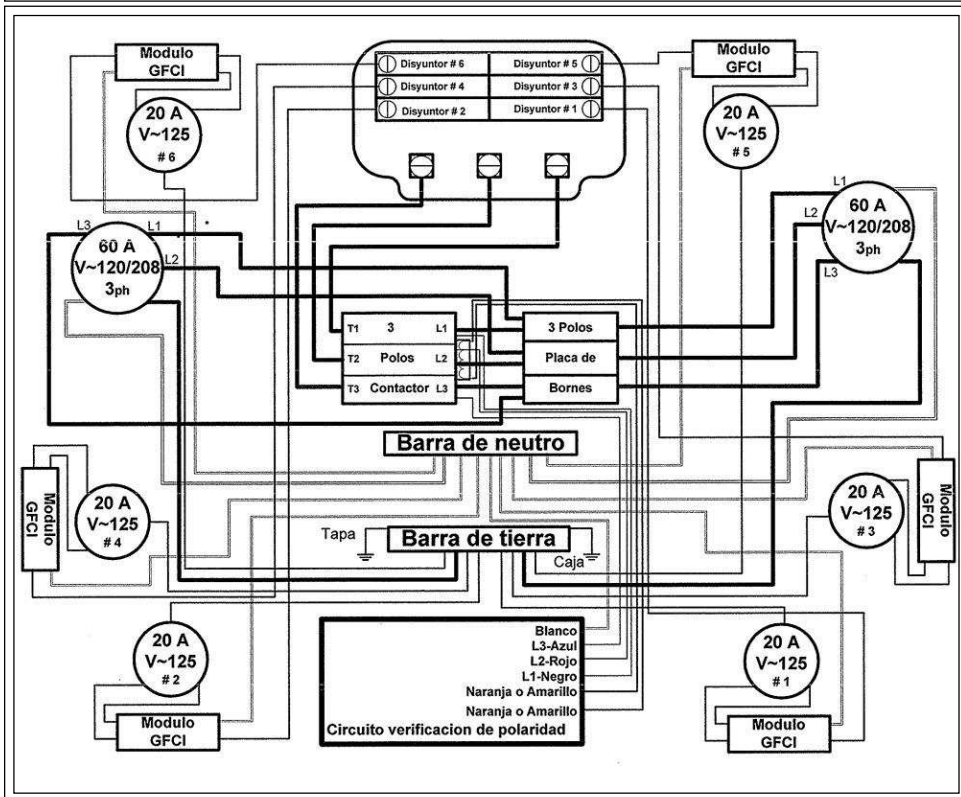 Modulo
GFCI
20 A
V~125
# 6
Disyuntor # 6
Disyuntor # 5
Disyuntor # 4
Disyuntor # 3
Disyuntor # 2
Disyuntor # 1
Modulo
GFCI
20 A
V~125
# 5
L3
L1
L2
60 A
V~120/208
3ph
L1
L2
L3
60 A
V~120/208
3ph
T1 3 L1
T2 Polos L2
T3 Contactor L3
3 Polos
Placa de
Bornes
Barra de neutro
Modulo
GFCI
20 A
V~125
# 4
Tapa
Barra de tierra
Caja
20 A
V~125
# 3
Modulo
GFCI
20 A
V~125
# 2
Modulo
GFCI
Blanco
L3-Azul
L2-Rojo
L1-Negro
Naranja o Amarillo
Naranja o Amarillo
Circuito verificacion de polaridad
20 A
V~125
# 1
Modulo
GFCI